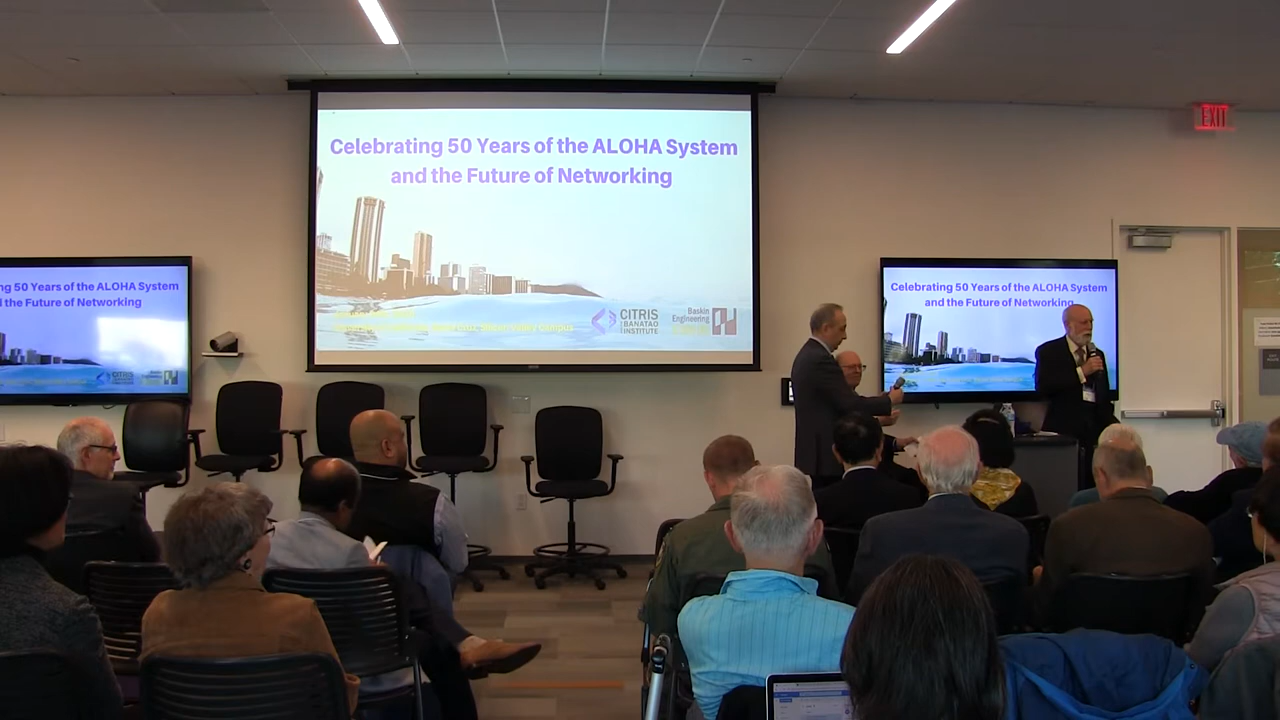 Celebrating 50 Years of the ALOHA System
and the Future of Networking
CITRIS
BANATAO
INSTITUTE
Baskin
Engineering
ng 50 Years of the ALOHA System
the Future of Networking
Celebrating 50 Years of the ALOHA System
and the Future of Networking
EXIT